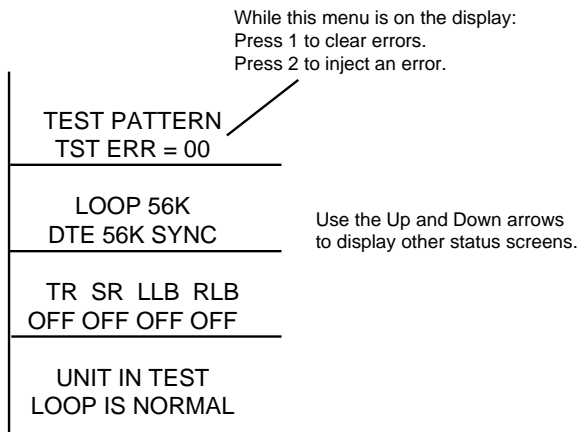 While this menu is on the display:
Press 1 to clear errors.
Press 2 to inject an error.
TEST PATTERN
TST ERR = 00
LOOP 56K
DTE 56K SYNC
Use the Up and Down arrows
to display other status screens.
TR SR LLB RLB
OFF OFF OFF OFF
UNIT IN TEST
LOOP IS NORMAL